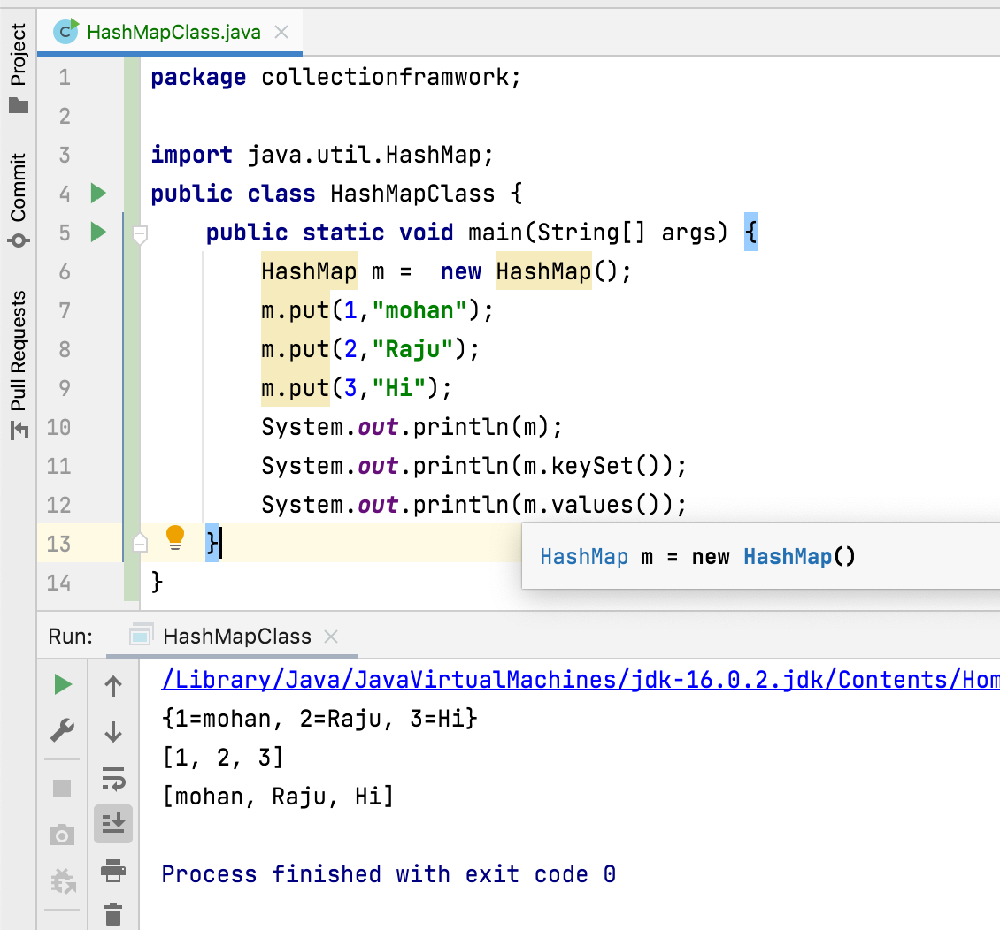 Project
Commit
Pull Requests
HashMapClass.java
1 package collectionframwork;
2
3 import java.util.HashMap;
4 public class HashMapClass {
5 public static void main(String[] args) {
6 HashMap m =  new HashMap();
7 m.put(1,"mohan");
8 m.put(2,"Raju");
9 m.put(3,"Hi");
10 System.out.println(m);
11 System.out.println(m.keySet());
12 System.out.println(m.values());
13 }
HashMap m = new HashMap()
14 }
Run: HashMapClass
/Library/Java/JavaVirtualMachines/jdk-16.0.2.jdk/Contents/Hom
{1=mohan, 2=Raju, 3=Hi}
[1, 2, 3]
[mohan, Raju, Hi]
Process finished with exit code 0